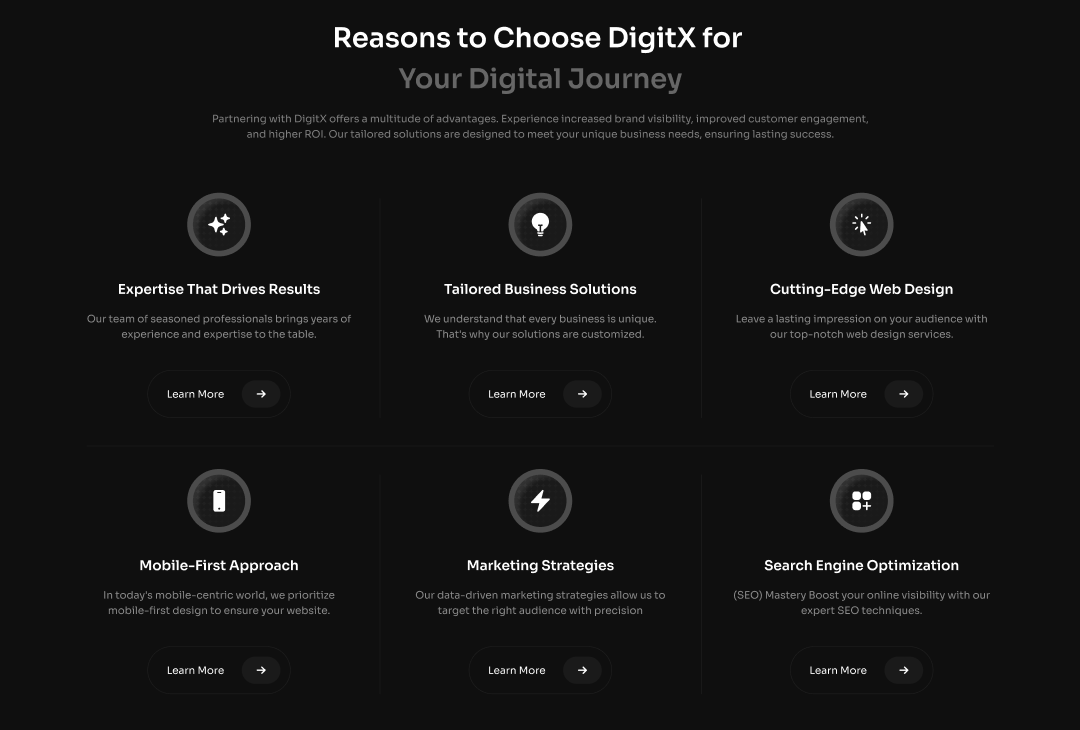 Reasons to Choose DigitX for
Your Digital Journey
Partnering with DigitX offers a multitude of advantages. Experience increased brand visibility, improved customer engagement,
and higher ROI. Our tailored solutions are designed to meet your unique business needs, ensuring lasting success.
Expertise That Drives Results
Our team of seasoned professionals brings years of
experience and expertise to the table.
Learn More
Tailored Business Solutions
We understand that every business is unique.
That's why our solutions are customized.
Learn More
Cutting-Edge Web Design
Leave a lasting impression on your audience with
our top-notch web design services.
Learn More
Mobile-First Approach
In today's mobile-centric world, we prioritize
mobile-first design to ensure your website.
Learn More
Marketing Strategies
Our data-driven marketing strategies allow us to
target the right audience with precision
Learn More
Search Engine Optimization
(SEO) Mastery Boost your online visibility with our
expert SEO techniques.
Learn More